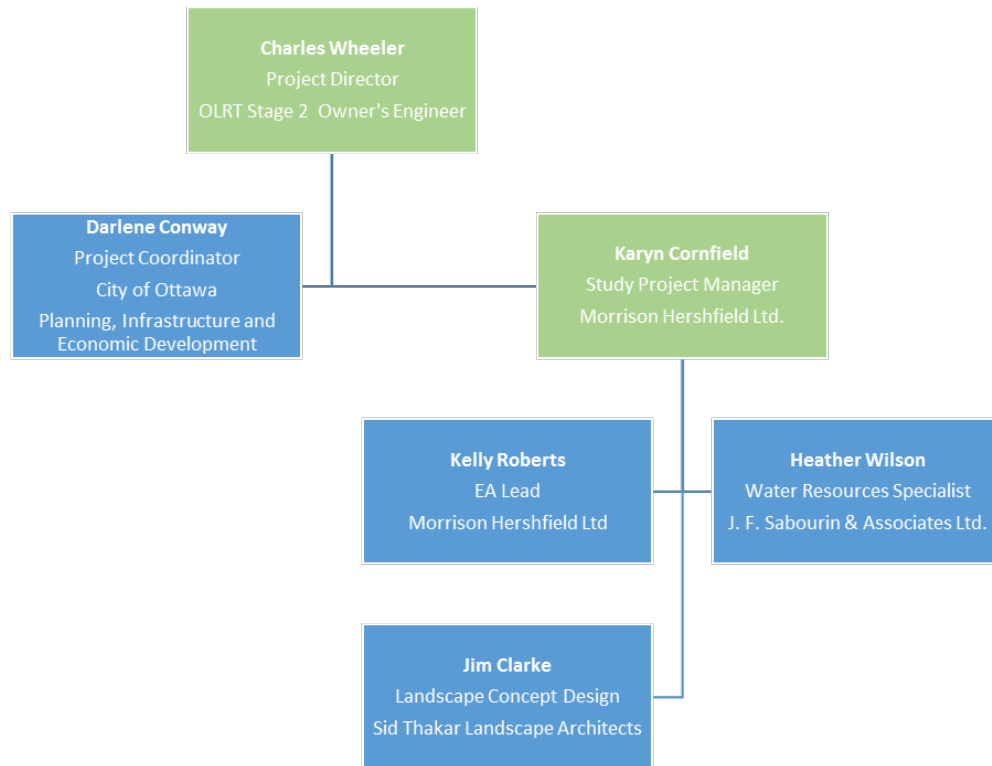 Charles Wheeler
Project Director
OLRT Stage 2  Owner's Engineer
Darlene Conway
Project Coordinator
City of Ottawa
Planning, Infrastructure and
Economic Development
Karyn Cornfield
Study Project Manager
Morrison Hershfield Ltd.
Kelly Roberts
EA Lead
Morrison Hershfield Ltd
Heather Wilson
Water Resources Specialist
J. F. Sabourin & Associates Ltd.
Jim Clarke
Landscape Concept Design
Sid Thakar Landscape Architects